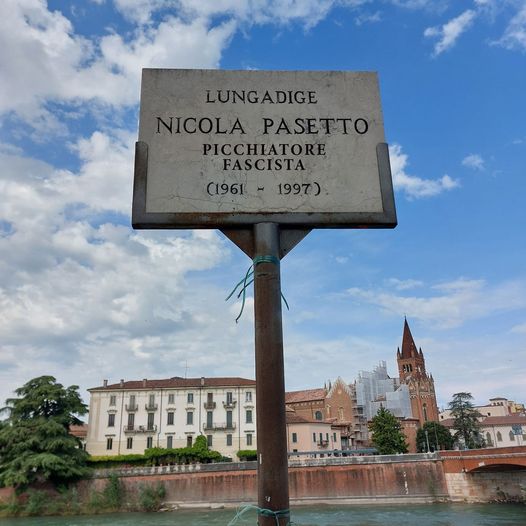 LUNGADIGE
NICOLA PASETTO
PICCHIATORE
FASCISTA
(1961 - 1997)